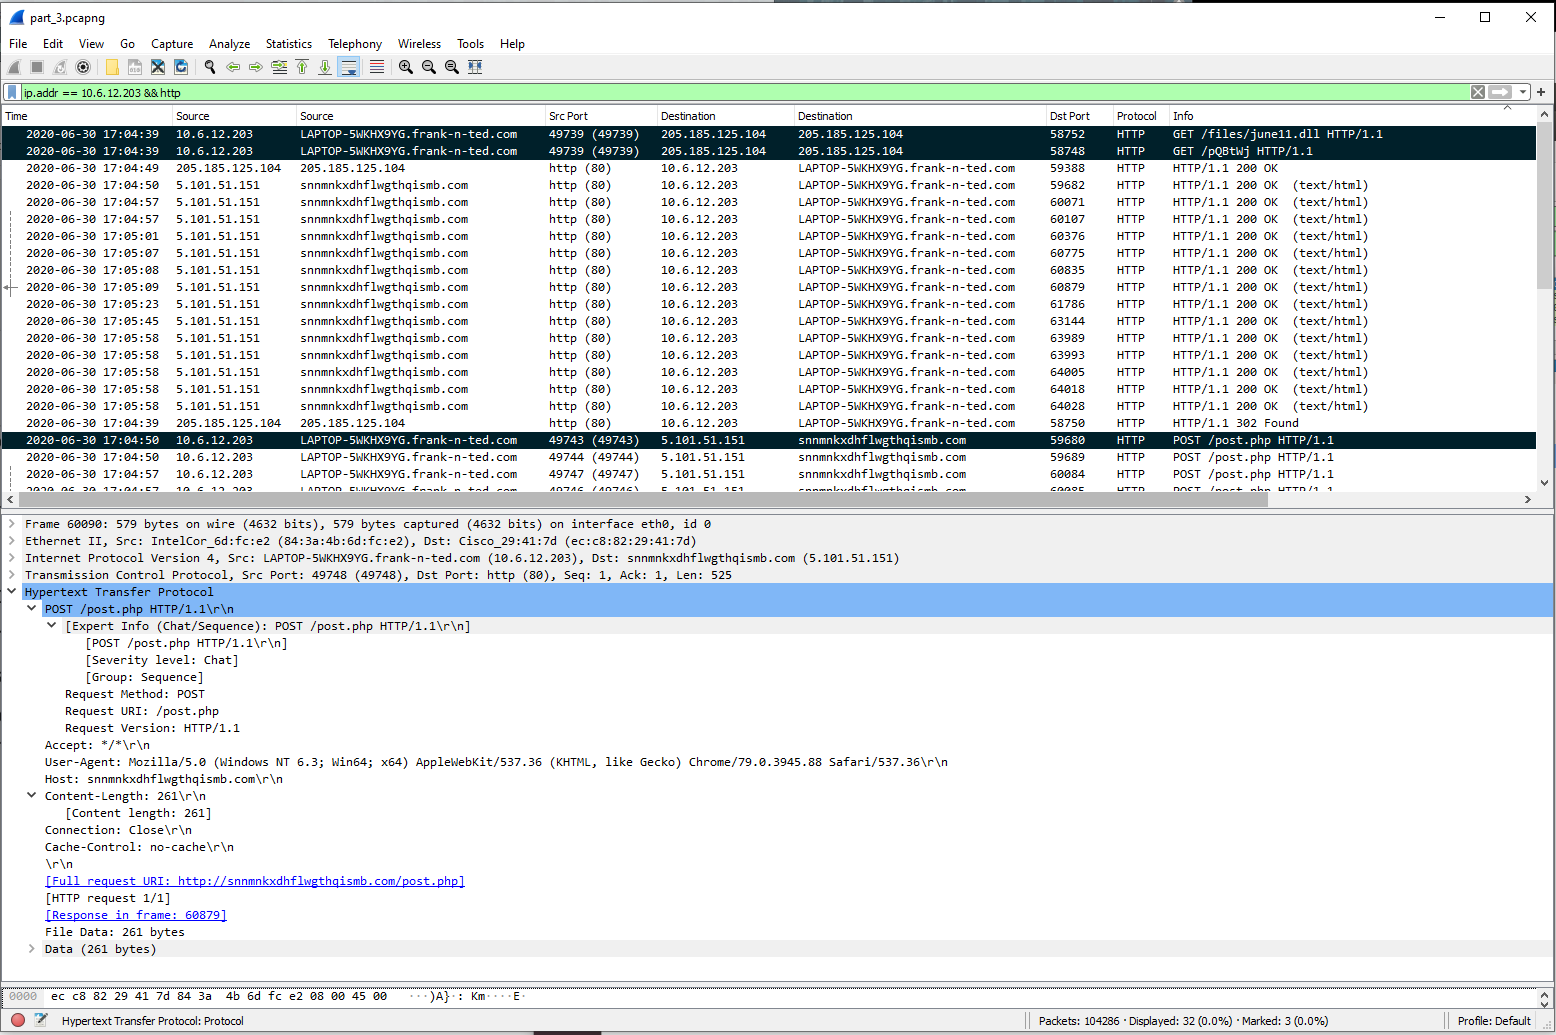 part_3.pcapng
File Edit View Go Capture Analyze Statistics Telephony Wireless Tools Help
ip.addr == 10.6.12.203 && http
Time Source Source Src Port Destination Destination Dst Port Protocol Info
2020-06-30 17:04:39 10.6.12.203 LAPTOP-5WKHX9YG.frank-n-ted.com 49739 (49739) 205.185.125.104 205.185.125.104 58752 HTTP GET /files/june11.dll HTTP/1.1
2020-06-30 17:04:39 10.6.12.203 LAPTOP-5WKHX9YG.frank-n-ted.com 49739 (49739) 205.185.125.104 205.185.125.104 58748 HTTP GET /pQBtWj HTTP/1.1
2020-06-30 17:04:49 205.185.125.104 205.185.125.104 http (80) 10.6.12.203 LAPTOP-5WKHX9YG.frank-n-ted.com 59388 HTTP HTTP/1.1 200 OK
2020-06-30 17:04:50 5.101.51.151 snnmnkxdhflwgthqismb.com http (80) 10.6.12.203 LAPTOP-5WKHX9YG.frank-n-ted.com 59682 HTTP HTTP/1.1 200 OK (text/html)
2020-06-30 17:04:57 5.101.51.151 snnmnkxdhflwgthqismb.com http (80) 10.6.12.203 LAPTOP-5WKHX9YG.frank-n-ted.com 60071 HTTP HTTP/1.1 200 OK (text/html)
2020-06-30 17:04:57 5.101.51.151 snnmnkxdhflwgthqismb.com http (80) 10.6.12.203 LAPTOP-5WKHX9YG.frank-n-ted.com 60107 HTTP HTTP/1.1 200 OK (text/html)
2020-06-30 17:05:01 5.101.51.151 snnmnkxdhflwgthqismb.com http (80) 10.6.12.203 LAPTOP-5WKHX9YG.frank-n-ted.com 60376 HTTP HTTP/1.1 200 OK (text/html)
2020-06-30 17:05:07 5.101.51.151 snnmnkxdhflwgthqismb.com http (80) 10.6.12.203 LAPTOP-5WKHX9YG.frank-n-ted.com 60775 HTTP HTTP/1.1 200 OK (text/html)
2020-06-30 17:05:08 5.101.51.151 snnmnkxdhflwgthqismb.com http (80) 10.6.12.203 LAPTOP-5WKHX9YG.frank-n-ted.com 60835 HTTP HTTP/1.1 200 OK (text/html)
2020-06-30 17:05:09 5.101.51.151 snnmnkxdhflwgthqismb.com http (80) 10.6.12.203 LAPTOP-5WKHX9YG.frank-n-ted.com 60879 HTTP HTTP/1.1 200 OK (text/html)
2020-06-30 17:05:23 5.101.51.151 snnmnkxdhflwgthqismb.com http (80) 10.6.12.203 LAPTOP-5WKHX9YG.frank-n-ted.com 61786 HTTP HTTP/1.1 200 OK (text/html)
2020-06-30 17:05:45 5.101.51.151 snnmnkxdhflwgthqismb.com http (80) 10.6.12.203 LAPTOP-5WKHX9YG.frank-n-ted.com 63144 HTTP HTTP/1.1 200 OK (text/html)
2020-06-30 17:05:58 5.101.51.151 snnmnkxdhflwgthqismb.com http (80) 10.6.12.203 LAPTOP-5WKHX9YG.frank-n-ted.com 63989 HTTP HTTP/1.1 200 OK (text/html)
2020-06-30 17:05:58 5.101.51.151 snnmnkxdhflwgthqismb.com http (80) 10.6.12.203 LAPTOP-5WKHX9YG.frank-n-ted.com 63993 HTTP HTTP/1.1 200 OK (text/html)
2020-06-30 17:05:58 5.101.51.151 snnmnkxdhflwgthqismb.com http (80) 10.6.12.203 LAPTOP-5WKHX9YG.frank-n-ted.com 64005 HTTP HTTP/1.1 200 OK (text/html)
2020-06-30 17:05:58 5.101.51.151 snnmnkxdhflwgthqismb.com http (80) 10.6.12.203 LAPTOP-5WKHX9YG.frank-n-ted.com 64018 HTTP HTTP/1.1 200 OK (text/html)
2020-06-30 17:05:58 5.101.51.151 snnmnkxdhflwgthqismb.com http (80) 10.6.12.203 LAPTOP-5WKHX9YG.frank-n-ted.com 64028 HTTP HTTP/1.1 200 OK (text/html)
2020-06-30 17:04:39 205.185.125.104 205.185.125.104 http (80) 10.6.12.203 LAPTOP-5WKHX9YG.frank-n-ted.com 58750 HTTP HTTP/1.1 302 Found
2020-06-30 17:04:50 10.6.12.203 LAPTOP-5WKHX9YG.frank-n-ted.com 49743 (49743) 5.101.51.151 snnmnkxdhflwgthqismb.com 59680 HTTP POST /post.php HTTP/1.1
2020-06-30 17:04:50 10.6.12.203 LAPTOP-5WKHX9YG.frank-n-ted.com 49744 (49744) 5.101.51.151 snnmnkxdhflwgthqismb.com 59689 HTTP POST /post.php HTTP/1.1
2020-06-30 17:04:57 10.6.12.203 LAPTOP-5WKHX9YG.frank-n-ted.com 49747 (49747) 5.101.51.151 snnmnkxdhflwgthqismb.com 60084 HTTP POST /post.php HTTP/1.1
2020-06-30 17:04:57 10.6.12.203 LAPTOP-5WKHX9YG.frank-n-ted.com 49746 (49746) 5.101.51.151 snnmnkxdhflwgthqismb.com 60085 HTTP POST /post.php HTTP/1.1
Frame 60090: 579 bytes on wire (4632 bits), 579 bytes captured (4632 bits) on interface eth0, id 0
Ethernet II, Src: IntelCor_6d:fc:e2 (84:3a:4b:6d:fc:e2), Dst: Cisco_29:41:7d (ec:c8:82:29:41:7d)
Internet Protocol Version 4, Src: LAPTOP-5WKHX9YG.frank-n-ted.com (10.6.12.203), Dst: snnmnkxdhflwgthqismb.com (5.101.51.151)
Transmission Control Protocol, Src Port: 49748 (49748), Dst Port: http (80), Seq: 1, Ack: 1, Len: 525
Hypertext Transfer Protocol
POST /post.php HTTP/1.1\r\n
[Expert Info (Chat/Sequence): POST /post.php HTTP/1.1\r\n]
[POST /post.php HTTP/1.1\r\n]
[Severity level: Chat]
[Group: Sequence]
Request Method: POST
Request URI: /post.php
Request Version: HTTP/1.1
Accept: */*\r\n
User-Agent: Mozilla/5.0 (Windows NT 6.3; Win64; x64) AppleWebKit/537.36 (KHTML, like Gecko) Chrome/79.0.3945.88 Safari/537.36\r\n
Host: snnmnkxdhflwgthqismb.com\r\n
Content-Length: 261\r\n
[Content length: 261]
Connection: Close\r\n
Cache-Control: no-cache\r\n
\r\n
[Full request URI: http://snnmnkxdhflwgthqismb.com/post.php]
[HTTP request 1/1]
[Response in frame: 60879]
File Data: 261 bytes
Data (261 bytes)
0000 ec c8 82 29 41 7d 84 3a 4b 6d fc e2 08 00 45 00 ···)A}·: Km····E·
Hypertext Transfer Protocol: Protocol
Packets: 104286 · Displayed: 32 (0.0%) · Marked: 3 (0.0%)
Profile: Default